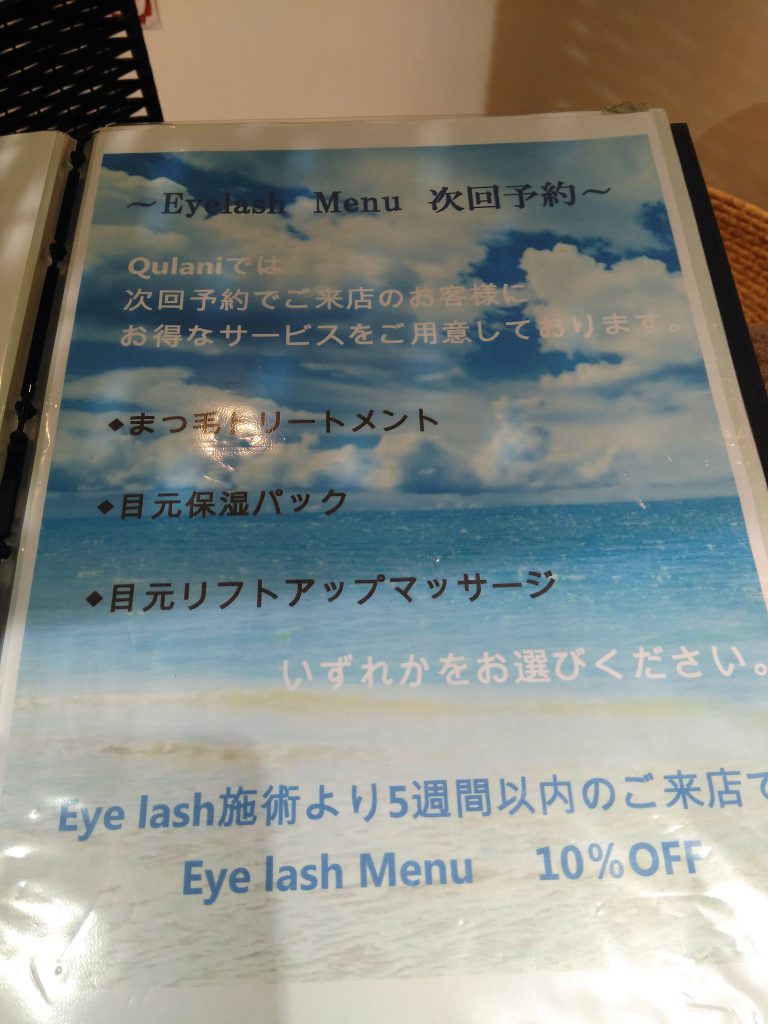 ～Eyelash Menu 次回予約～
Qulaniでは
次回予約でご来店のお客様に
お得なサービスをご用意しております。
◆まつ毛トリートメント
◆目元保湿パック
◆目元リフトアップマッサージ
いずれかをお選びください。
Eye lash施術より5週間以内のご来店で
Eye lash Menu 10%OFF